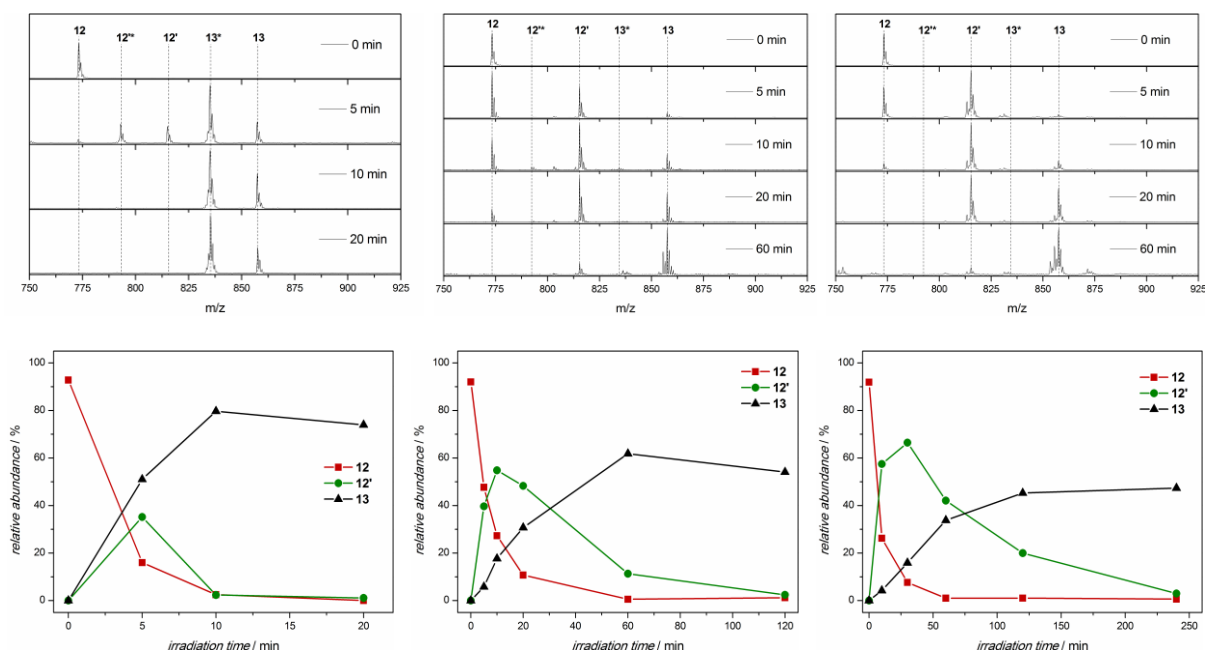 12 12'* 12' 13* 13
0 min
5 min
10 min
20 min
750 775 800 825 850 875 900 925
m/z
12 12'* 12' 13* 13
0 min
5 min
10 min
20 min
60 min
750 775 800 825 850 875 900 925
m/z
12 12'* 12' 13* 13
0 min
5 min
10 min
20 min
60 min
750 775 800 825 850 875 900 925
m/z
relative abundance / %
100
80
60
40
20
0
12
12'
13
0 5 10 15 20
irradiation time / min
relative abundance / %
100
80
60
40
20
0
12
12'
13
0 20 40 60 80 100 120
irradiation time / min
relative abundance / %
100
80
60
40
20
0
12
12'
13
0 50 100 150 200 250
irradiation time / min